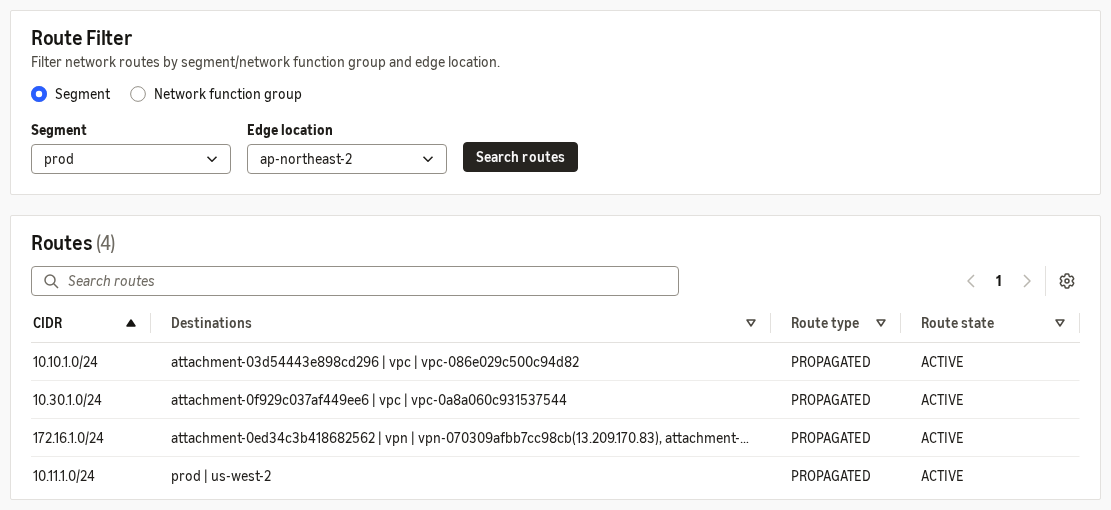 Route Filter
Filter network routes by segment/network function group and edge location.
Segment Network function group
Segment Edge location
prod ap-northeast-2 Search routes
Routes (4)
Search routes 1
CIDR Destinations Route type Route state
10.10.1.0/24 attachment-03d54443e898cd296 | vpc | vpc-086e029c500c94d82 PROPAGATED ACTIVE
10.30.1.0/24 attachment-0f929c037af449ee6 | vpc | vpc-0a8a060c931537544 PROPAGATED ACTIVE
172.16.1.0/24 attachment-0ed34c3b418682562 | vpn | vpn-070309afbb7cc98cb(13.209.170.83), attachment-... PROPAGATED ACTIVE
10.11.1.0/24 prod | us-west-2 PROPAGATED ACTIVE